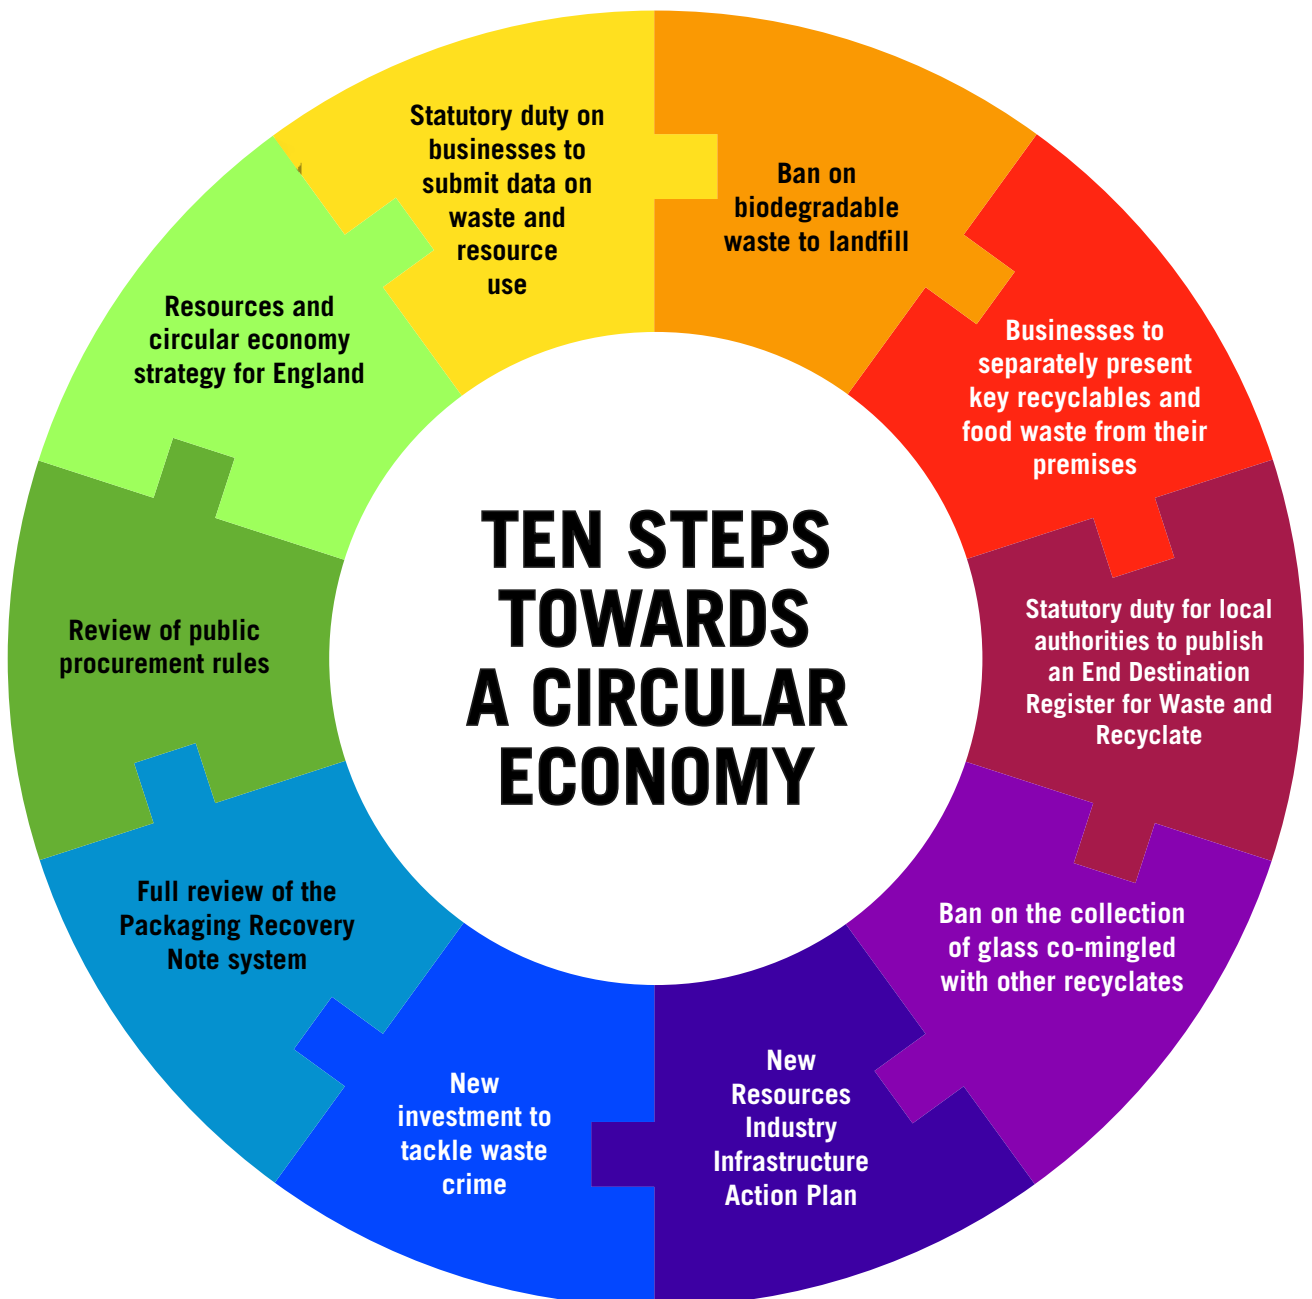 Statutory duty on
businesses to
submit data on
waste and
resource
use
Ban on
biodegradable
waste to landfill
Businesses to
separately present
key recyclables and
food waste from their
premises
Statutory duty for local
authorities to publish
an End Destination
Register for Waste and
Recyclate
Ban on the collection
of glass co-mingled
with other recyclates
New
Resources
Industry
Infrastructure
Action Plan
New
investment to
tackle waste
crime
Full review of the
Packaging Recovery
Note system
Review of public
procurement rules
Resources and
circular economy
strategy for England
TEN STEPS
TOWARDS
A CIRCULAR
ECONOMY